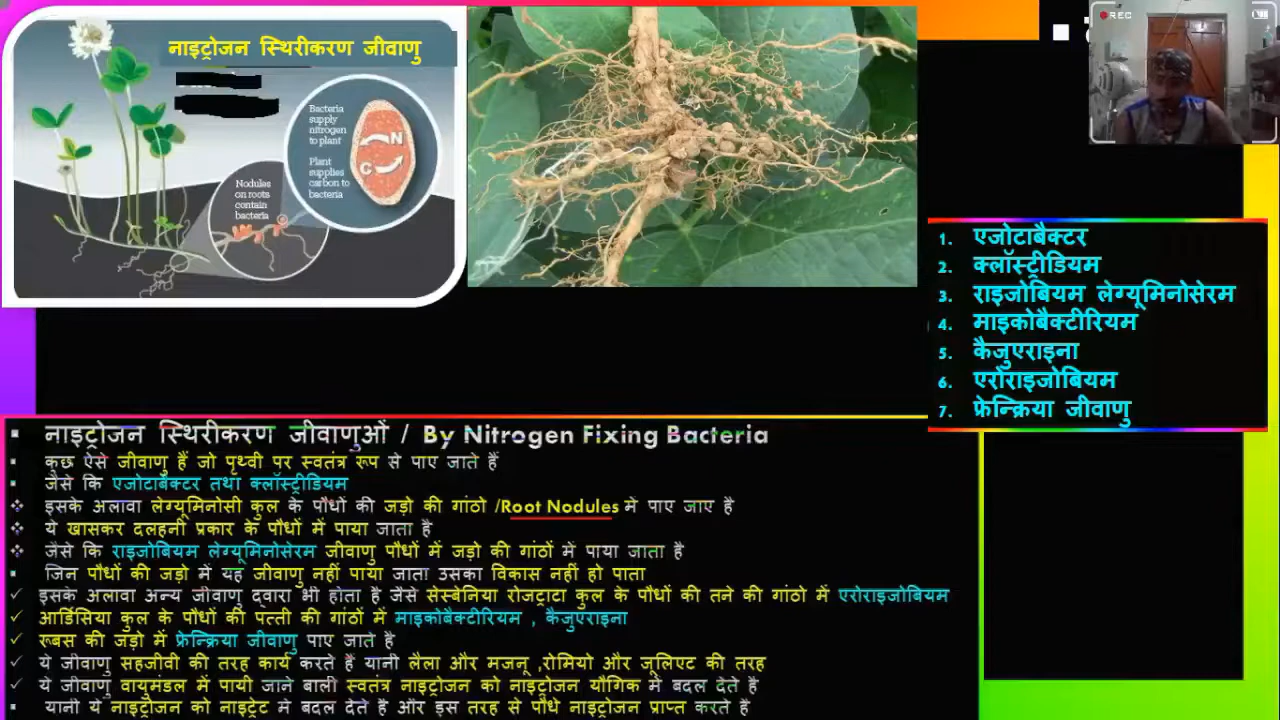 नाइट्रोजन स्थिरीकरण जीवाणु
Bacteria
supply
nitrogen
to plant
N
C
Plant
supplies
carbon to
bacteria
Nodules
on roots
contain
bacteria
REC
1. एजोटाबैक्टर
2. क्लॉस्ट्रीडियम
3. राइजोबियम लेग्यूमिनोसेरम
4. माइकोबैक्टीरियम
5. कैजुएराइना
6. एरोराइजोबियम
7. फ्रेन्क्रिया जीवाणु
नाइट्रोजन स्थिरीकरण जीवाणुओं / By Nitrogen Fixing Bacteria
कुछ ऐसे जीवाणु हैं जो पृथ्वी पर स्वतंत्र रूप से पाए जाते हैं
जैसे कि एजोटाबैक्टर तथा क्लॉस्ट्रीडियम
इसके अलावा लेग्यूमिनोसी कुल के पौधों की जड़ो की गांठो /Root Nodules में पाए जाए है
ये खासकर दलहनी प्रकार के पौधों में पाया जाता है
जैसे कि राइजोबियम लेग्यूमिनोसेरम जीवाणु पौधों में जड़ो की गांठों में पाया जाता है
जिन पौधों की जड़ो में यह जीवाणु नहीं पाया जाता उसका विकास नहीं हो पाता
इसके अलावा अन्य जीवाणु द्वारा भी होता है जैसे सेस्बेनिया रोजट्राटा कुल के पौधों की तने की गांठो में एरोराइजोबियम
आर्डिसिया कुल के पौधों की पत्ती की गांठों में माइकोबैक्टीरियम , कैजुएराइना
रूबस की जड़ो में फ्रेन्क्रिया जीवाणु पाए जाते है
ये जीवाणु सहजीवी की तरह कार्य करते है यानी लैला और मजनू ,रोमियो और जूलिएट की तरह
ये जीवाणु वायुमंडल में पायी जाने बाली स्वतंत्र नाइट्रोजन को नाइट्रोजन यौगिक में बदल देते है
यानी ये नाइट्रोजन को नाइट्रेट में बदल देते है और इस तरह से पौधे नाइट्रोजन प्राप्त करते है